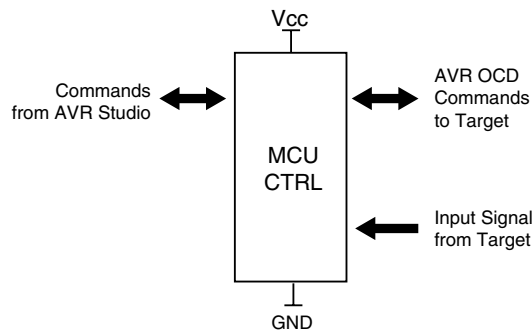 Vcc
Commands
from AVR Studio
AVR OCD
Commands
to Target
MCU
CTRL
Input Signal
from Target
GND